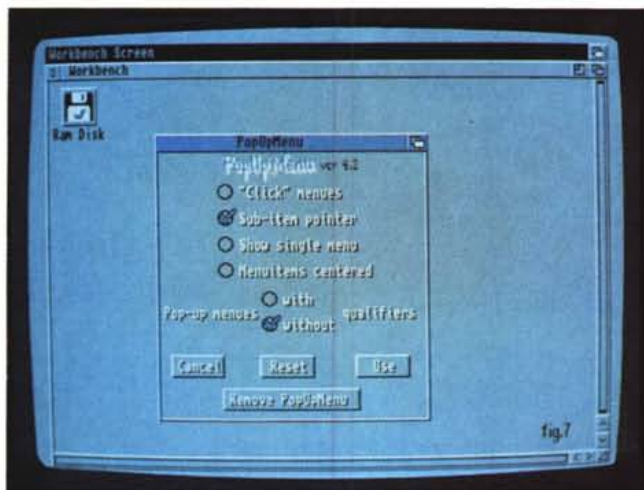 Workbench Screen
Workbench
Ram Disk
PopUpMenu
PopUpMenu ver 4.2
"Click" menues
Sub-item pointer
Show single menu
Menuitems centered
with
Pop-up menues
qualifiers
without
Cancel
Reset
Use
Remove PopUpMenu
fig.7